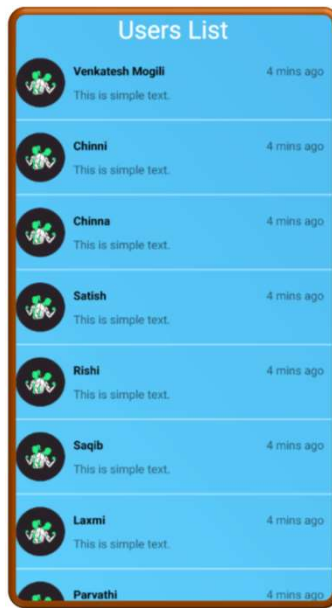 Users List
Venkatesh Mogili 4 mins ago
This is simple text.
Chinni 4 mins ago
This is simple text.
Chinna 4 mins ago
This is simple text.
Satish 4 mins ago
This is simple text.
Rishi 4 mins ago
This is simple text.
Saqib 4 mins ago
This is simple text.
Laxmi 4 mins ago
This is simple text.
Parvathi 4 mins ago